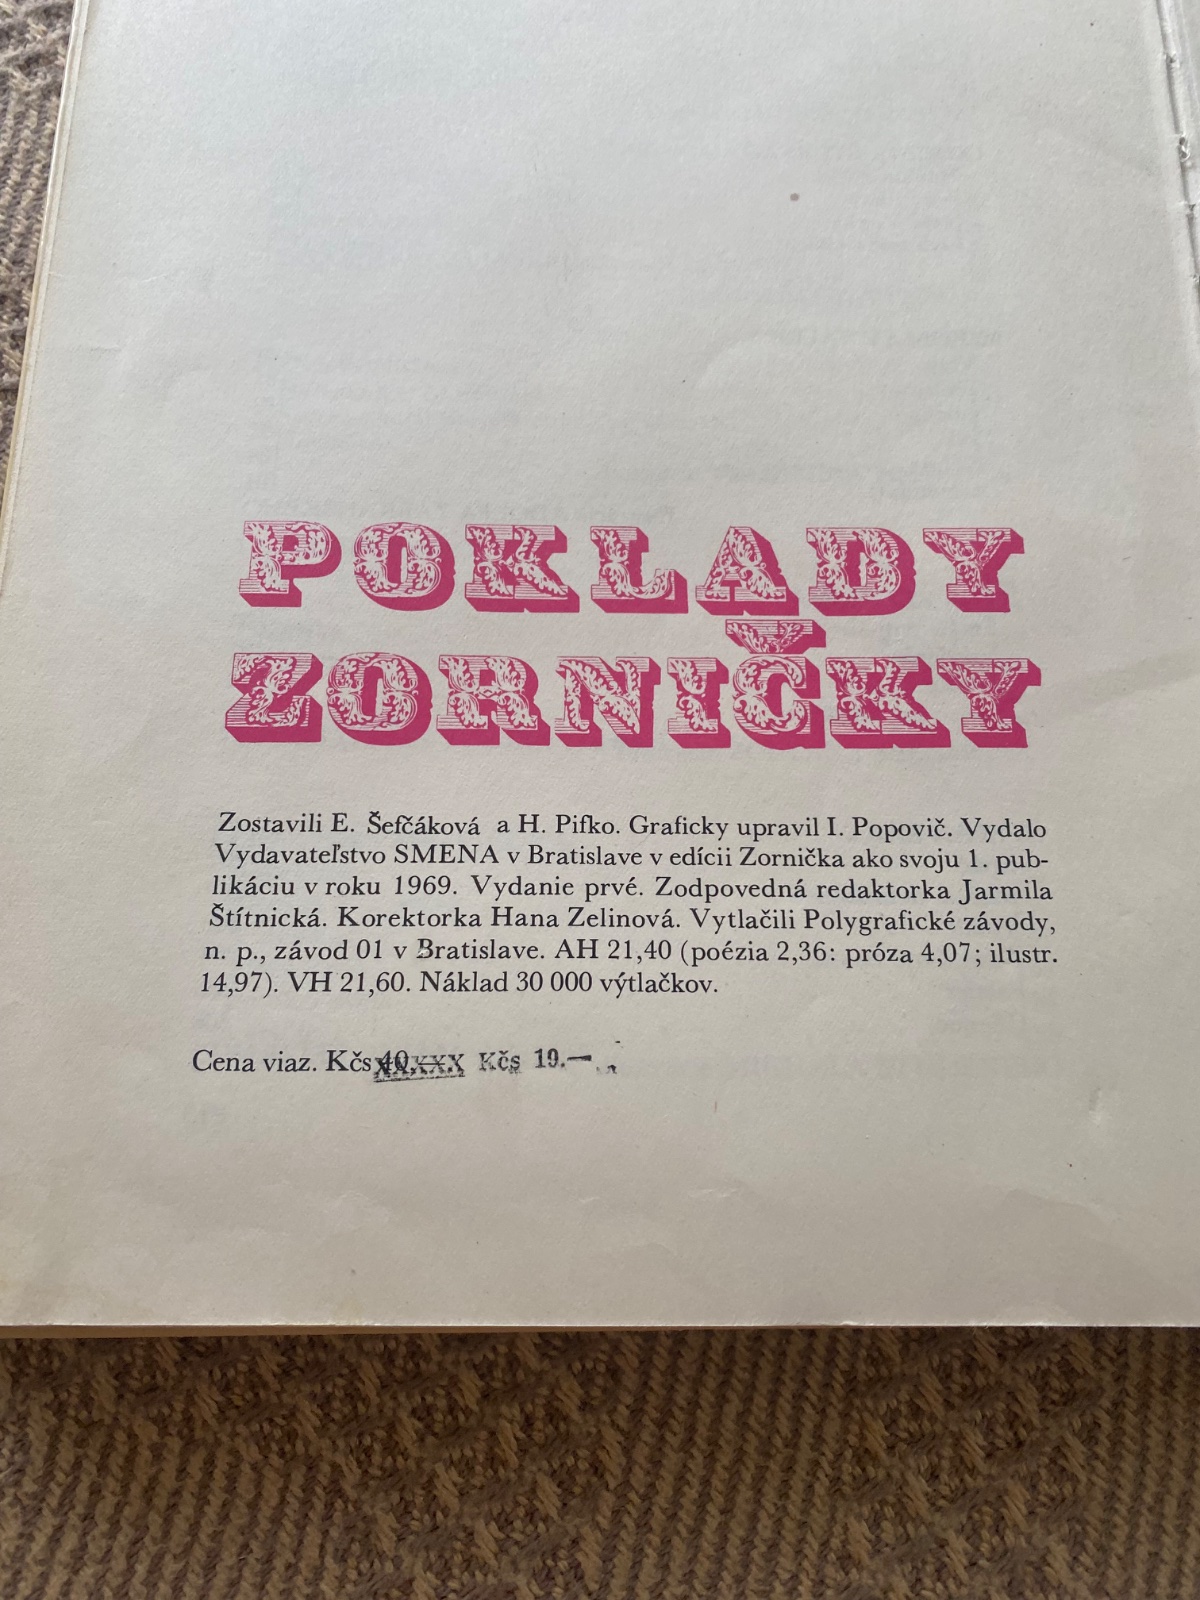 POKLADY
ZORNIČKY
Zostavili E. Šefčáková a H. Pifko. Graficky upravil I. Popovič. Vydalo
Vydavateľstvo SMENA v Bratislave v edícii Zornička ako svoju 1. pub-
likáciu v roku 1969. Vydanie prvé. Zodpovedná redaktorka Jarmila
Štítnická. Korektorka Hana Zelinová. Vytlačili Polygrafické závody,
n. p., závod 01 v Bratislave. AH 21,40 (poézia 2,36: próza 4,07; ilustr.
14,97). VH 21,60. Náklad 30 000 výtlačkov.
Cena viaz. Kčs Kčs 19.—